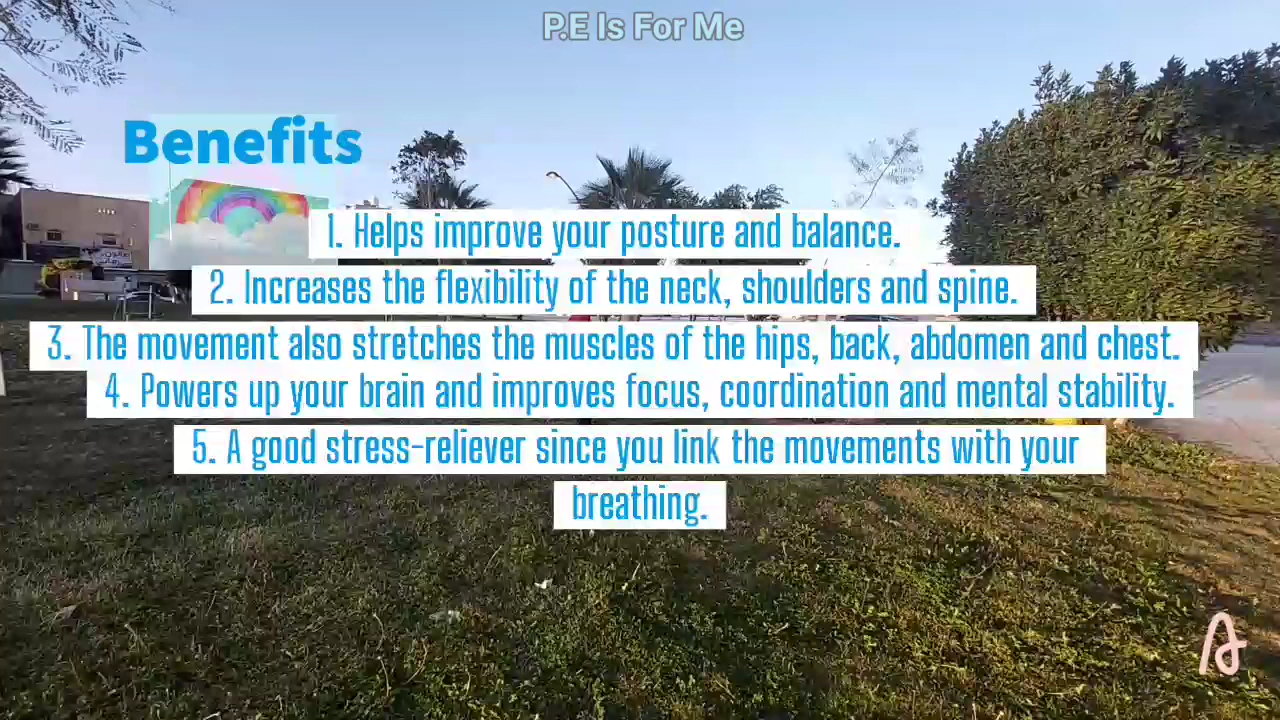 P.E Is For Me
Benefits
1. Helps improve your posture and balance.
2. Increases the flexibility of the neck, shoulders and spine.
3. The movement also stretches the muscles of the hips, back, abdomen and chest.
4. Powers up your brain and improves focus, coordination and mental stability.
5. A good stress-reliever since you link the movements with your
breathing.